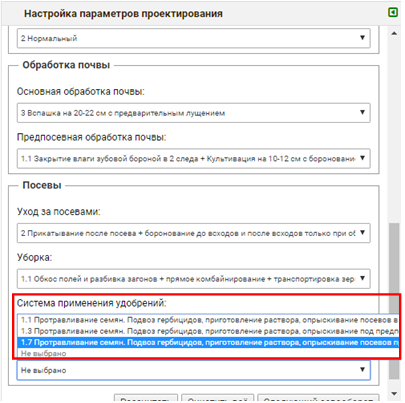 Настройка параметров проектирования
2 Нормальный
Обработка почвы
Основная обработка почвы:
3 Вспашка на 20-22 см с предварительным лущением
Предпосевная обработка почвы:
1.1 Закрытие влаги зубовой бороной в 2 следа + Культивация на 10-12 см с боронование
Посевы
Уход за посевами:
2 Прикатывание после посева + боронование до всходов и после всходов только при об
Уборка:
1.1 Обкос полей и разбивка загонов + прямое комбайнирование + транспортировка зер
Система применения удобрений:
1.1 Протравливание семян. Подвоз гербицидов, приготовление раствора, опрыскивание посевов в
1.3 Протравливание семян. Подвоз гербицидов, приготовление раствора, опрыскивание под предп
1.7 Протравливание семян. Подвоз гербицидов, приготовление раствора, опрыскивание посевов п
Не выбрано
Не выбрано